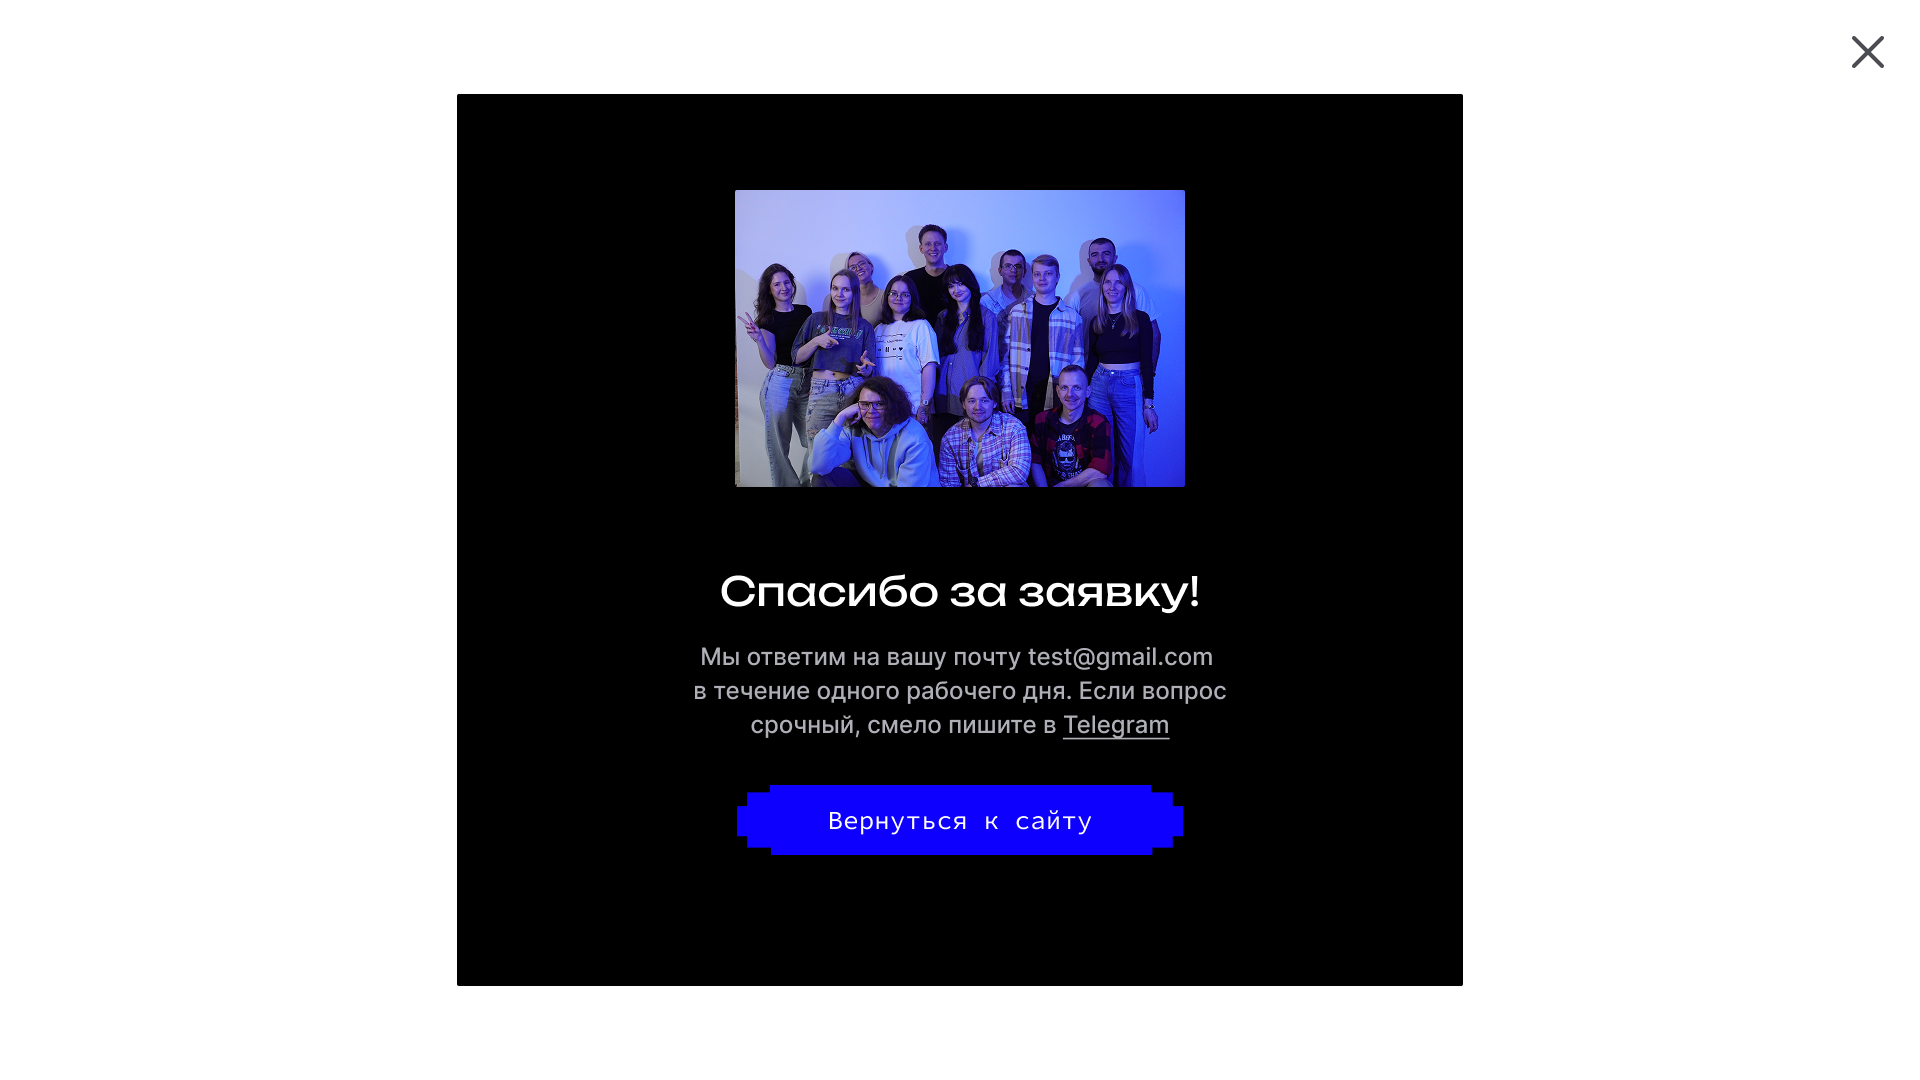 Спасибо за заявку!
Мы ответим на вашу почту test@gmail.com
в течение одного рабочего дня. Если вопрос
срочный, смело пишите в Telegram
Вернуться к сайту